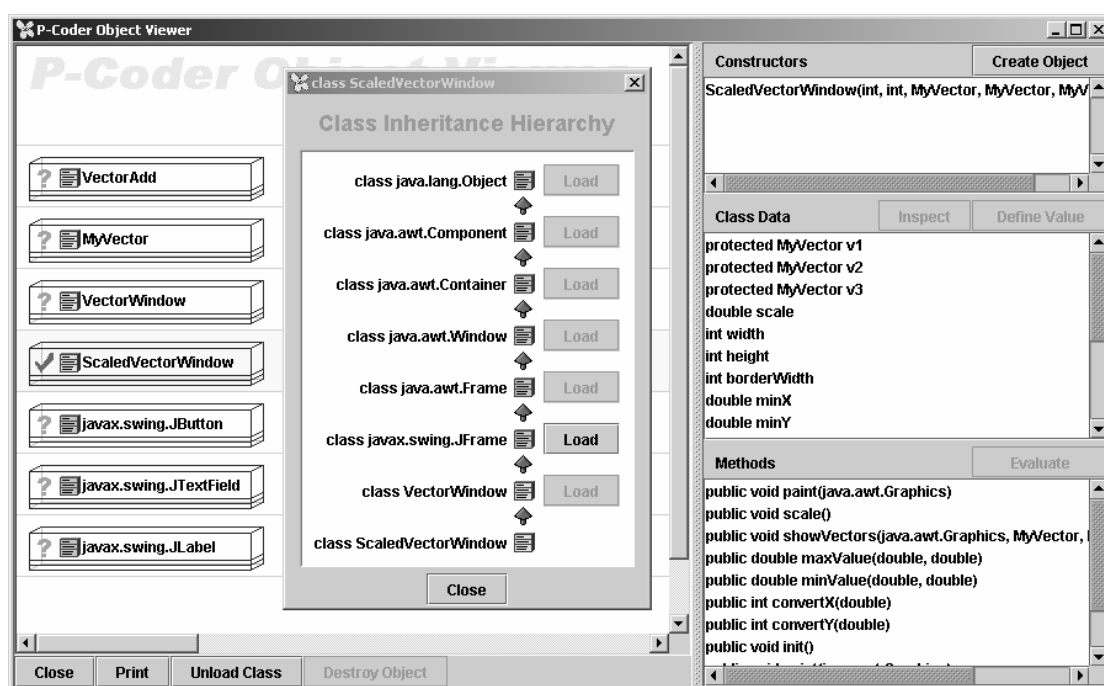 P-Coder Object Viewer
P-Coder O
VectorAdd
MyVector
VectorWindow
ScaledVectorWindow
javax.swing.JButton
javax.swing.JTextField
javax.swing.JLabel
Close Print Unload Class Destroy Object
class ScaledVectorWindow
Class Inheritance Hierarchy
class java.lang.Object Load
class java.awt.Component Load
class java.awt.Container Load
class java.awt.Window Load
class java.awt.Frame Load
class javax.swing.JFrame Load
class VectorWindow Load
class ScaledVectorWindow
Close
Constructors Create Object
ScaledVectorWindow(int, int, MyVector, MyVector, MyV
Class Data Inspect Define Value
protected MyVector v1
protected MyVector v2
protected MyVector v3
double scale
int width
int height
int borderWidth
double minX
double minY
Methods Evaluate
public void paint(java.awt.Graphics)
public void scale()
public void showVectors(java.awt.Graphics, MyVector,
public double maxValue(double, double)
public double minValue(double, double)
public int convertX(double)
public int convertY(double)
public void init()